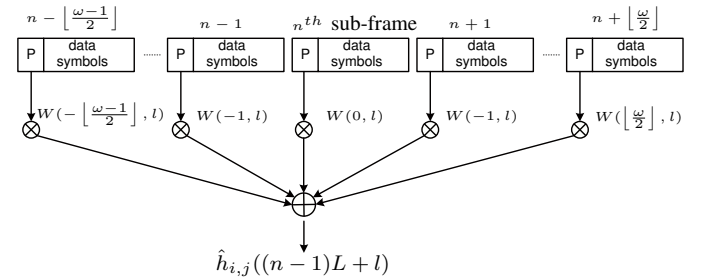 n − ⌊(ω−1)/2⌋ n − 1 n^{th} sub-frame n + 1 n + ⌊ω/2⌋
P data symbols ........ P data symbols P data symbols P data symbols ...... P data symbols
W(−⌊(ω−1)/2⌋, l) W(−1, l) W(0, l) W(−1, l) W(⌊ω/2⌋, l)
ĥ_{i,j}((n − 1)L + l)